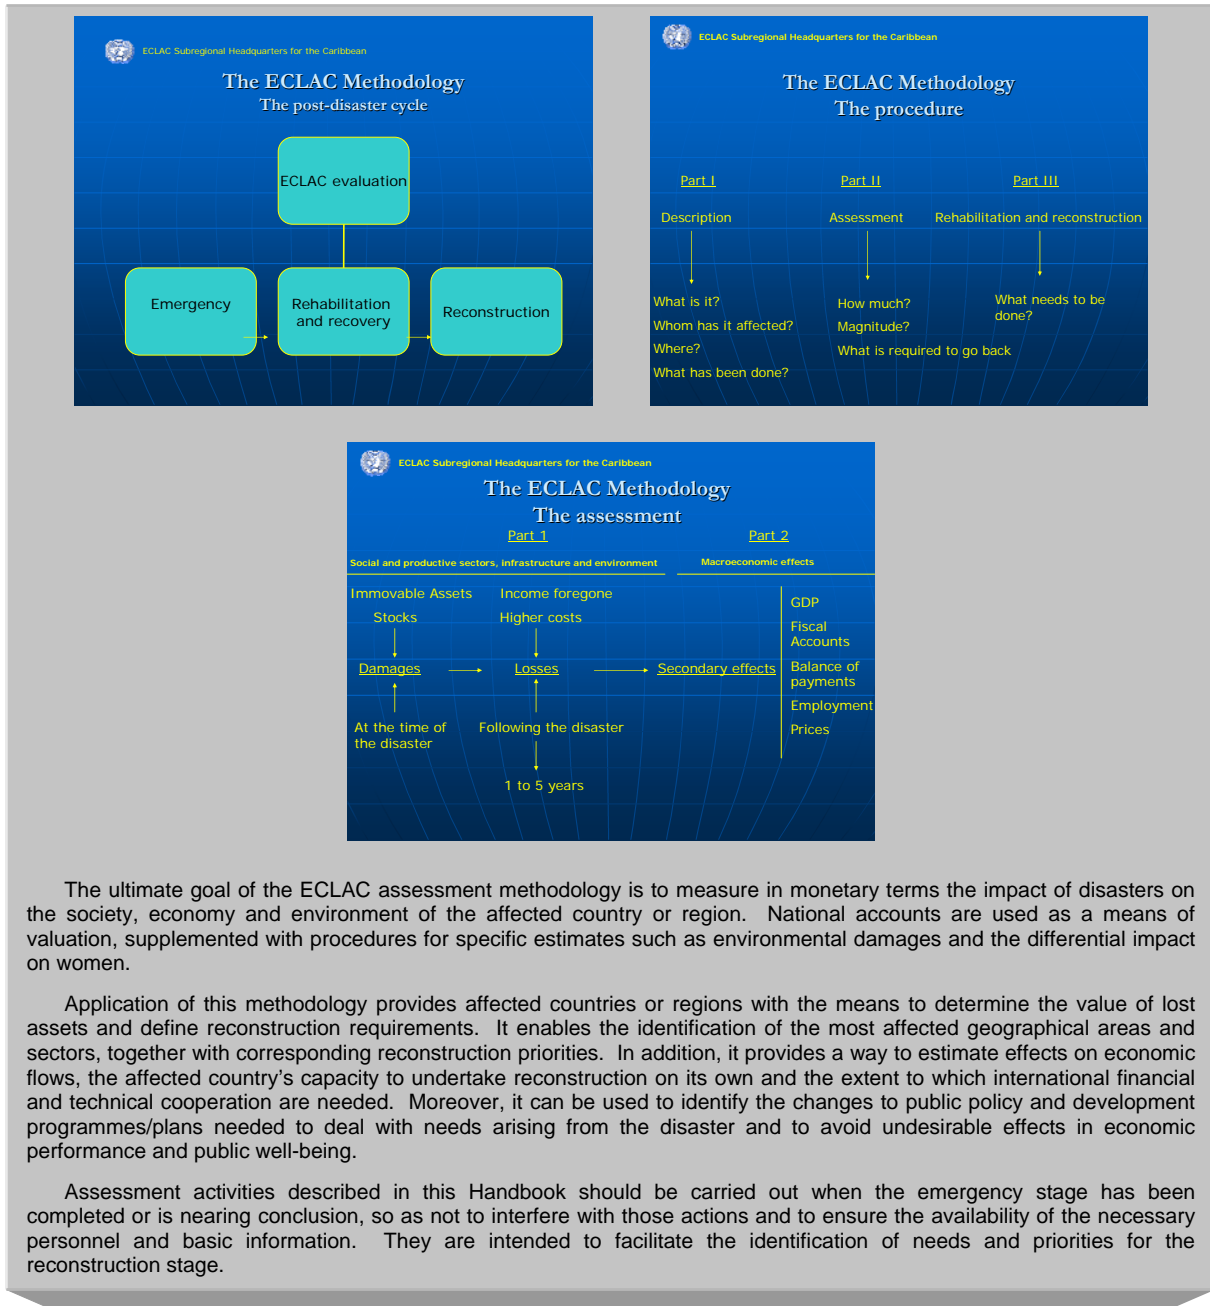 ECLAC Subregional Headquarters for the Caribbean
The ECLAC Methodology
The post-disaster cycle
ECLAC evaluation
Emergency
Rehabilitation
and recovery
Reconstruction
ECLAC Subregional Headquarters for the Caribbean
The ECLAC Methodology
The procedure
Part I
Part II
Part III
Description
Assessment
Rehabilitation and reconstruction
What is it?
Whom has it affected?
Where?
What has been done?
How much?
Magnitude?
What is required to go back
What needs to be
done?
ECLAC Subregional Headquarters for the Caribbean
The ECLAC Methodology
The assessment
Part 1
Part 2
Social and productive sectors, infrastructure and environment
Macroeconomic effects
Immovable Assets
Stocks
Income foregone
Higher costs
Damages
Losses
Secondary effects
At the time of
the disaster
Following the disaster
1 to 5 years
GDP
Fiscal
Accounts
Balance of
payments
Employment
Prices
The ultimate goal of the ECLAC assessment methodology is to measure in monetary terms the impact of disasters on
the society, economy and environment of the affected country or region. National accounts are used as a means of
valuation, supplemented with procedures for specific estimates such as environmental damages and the differential impact
on women.
Application of this methodology provides affected countries or regions with the means to determine the value of lost
assets and define reconstruction requirements. It enables the identification of the most affected geographical areas and
sectors, together with corresponding reconstruction priorities. In addition, it provides a way to estimate effects on economic
flows, the affected country's capacity to undertake reconstruction on its own and the extent to which international financial
and technical cooperation are needed. Moreover, it can be used to identify the changes to public policy and development
programmes/plans needed to deal with needs arising from the disaster and to avoid undesirable effects in economic
performance and public well-being.
Assessment activities described in this Handbook should be carried out when the emergency stage has been
completed or is nearing conclusion, so as not to interfere with those actions and to ensure the availability of the necessary
personnel and basic information. They are intended to facilitate the identification of needs and priorities for the
reconstruction stage.